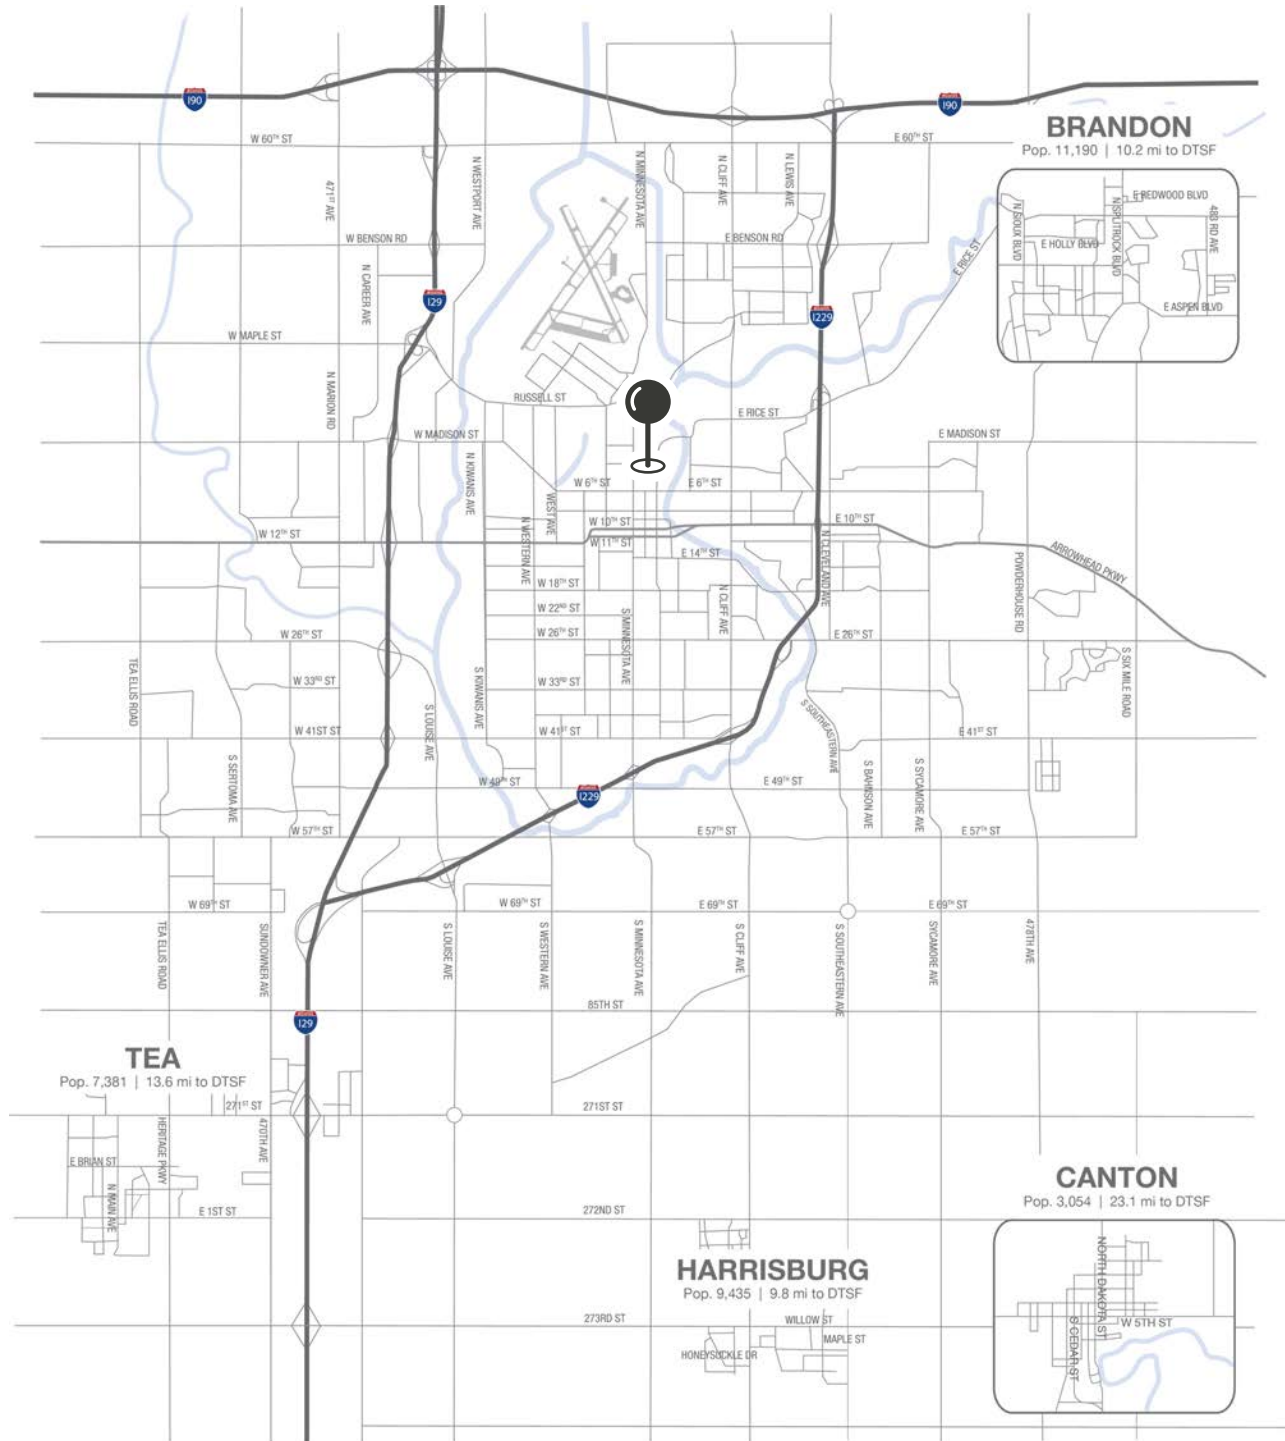 I90
I90
BRANDON
Pop. 11,190 | 10.2 mi to DTSF
W 60TH ST
E 60TH ST
N WESTPORT AVE
N MINNESOTA AVE
N CLIFF AVE
N LEWIS AVE
471ST AVE
E REDWOOD BLVD
N SIOUX BLVD
N SPLITROCK BLVD
483 RD AVE
E HOLLY BLVD
E ASPEN BLVD
W BENSON RD
E BENSON RD
E RICE ST
N CAREER AVE
I29
I229
W MAPLE ST
N MARION RD
RUSSELL ST
E RICE ST
W MADISON ST
E MADISON ST
N KIWANIS AVE
W 6TH ST
E 6TH ST
WEST AVE
W 10TH ST
E 10TH ST
W 12TH ST
N WESTERN AVE
W 11TH ST
E 14TH ST
N CLEVELAND AVE
ARROWHEAD PKWY
POWDERHOUSE RD
W 18TH ST
N CLIFF AVE
W 22ND ST
S MINNESOTA AVE
W 26TH ST
W 26TH ST
E 26TH ST
TEA ELLIS ROAD
S SIX MILE ROAD
W 33RD ST
W 33RD ST
S KIWANIS AVE
S LOUISE AVE
S SOUTHEASTERN AVE
W 41ST ST
W 41ST ST
E 41ST ST
S SERTOMA AVE
S BAHNSON AVE
S SYCAMORE AVE
W 49TH ST
E 49TH ST
I229
W 57TH ST
E 57TH ST
E 57TH ST
W 69TH ST
W 69TH ST
E 69TH ST
E 69TH ST
TEA ELLIS ROAD
SUNDOWNER AVE
S LOUISE AVE
S WESTERN AVE
S MINNESOTA AVE
S CLIFF AVE
S SOUTHEASTERN AVE
SYCAMORE AVE
478TH AVE
85TH ST
I29
TEA
Pop. 7,381 | 13.6 mi to DTSF
271ST ST
271ST ST
HERITAGE PKWY
470TH AVE
E BRIAN ST
N MAIN AVE
E 1ST ST
272ND ST
CANTON
Pop. 3,054 | 23.1 mi to DTSF
NORTH DAKOTA ST
W 5TH ST
S CEDAR ST
HARRISBURG
Pop. 9,435 | 9.8 mi to DTSF
273RD ST
WILLOW ST
MAPLE ST
HONEYSUCKLE DR